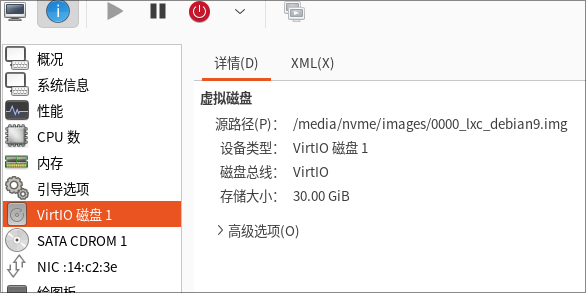 概况
系统信息
性能
CPU 数
内存
引导选项
VirtIO 磁盘 1
SATA CDROM 1
NIC :14:c2:3e
绘图板
详情(D) XML(X)
虚拟磁盘
源路径(P): /media/nvme/images/0000_lxc_debian9.img
设备类型: VirtIO 磁盘 1
磁盘总线: VirtIO
存储大小: 30.00 GiB
高级选项(O)